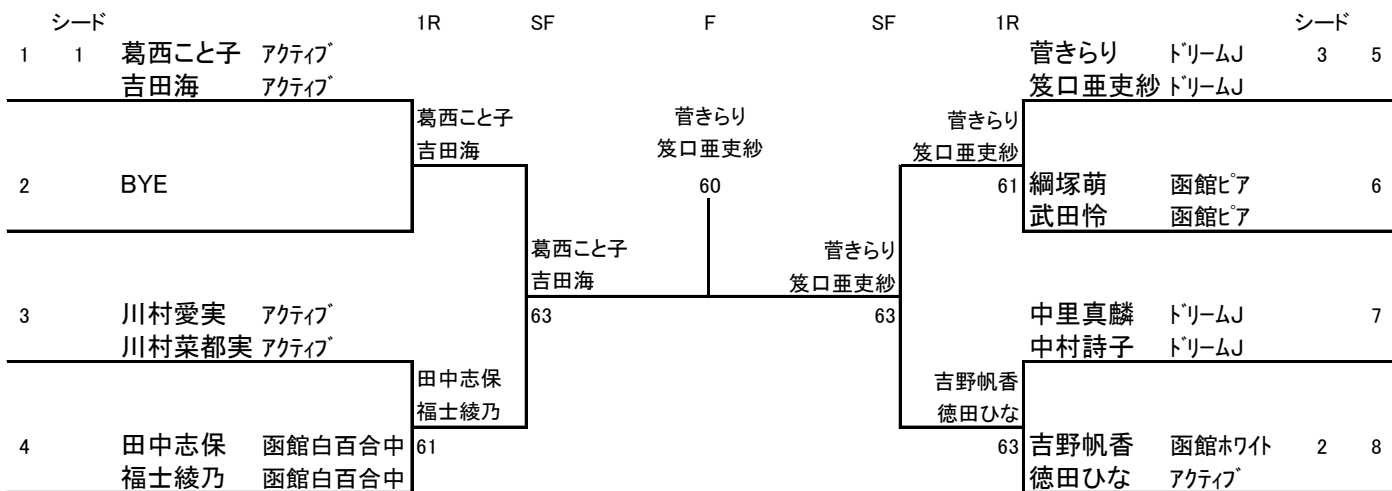 シード 1R SF F SF 1R シード
1 1 葛西こと子 ｱｸﾃｨﾌﾞ 菅きらり ﾄﾞﾘｰﾑJ 3 5
吉田海 ｱｸﾃｨﾌﾞ 笈口亜吏紗 ﾄﾞﾘｰﾑJ
葛西こと子 菅きらり 菅きらり
吉田海 笈口亜吏紗 笈口亜吏紗
2 BYE 60 61 綱塚萌 函館ﾋﾟｱ 6
武田怜 函館ﾋﾟｱ
葛西こと子 菅きらり
吉田海 笈口亜吏紗
3 川村愛実 ｱｸﾃｨﾌﾞ 63 63 中里真麟 ﾄﾞﾘｰﾑJ 7
川村菜都実 ｱｸﾃｨﾌﾞ 中村詩子 ﾄﾞﾘｰﾑJ
田中志保 吉野帆香
福士綾乃 徳田ひな
4 田中志保 函館白百合中 61 63 吉野帆香 函館ﾎﾜｲﾄ 2 8
福士綾乃 函館白百合中 徳田ひな ｱｸﾃｨﾌﾞ